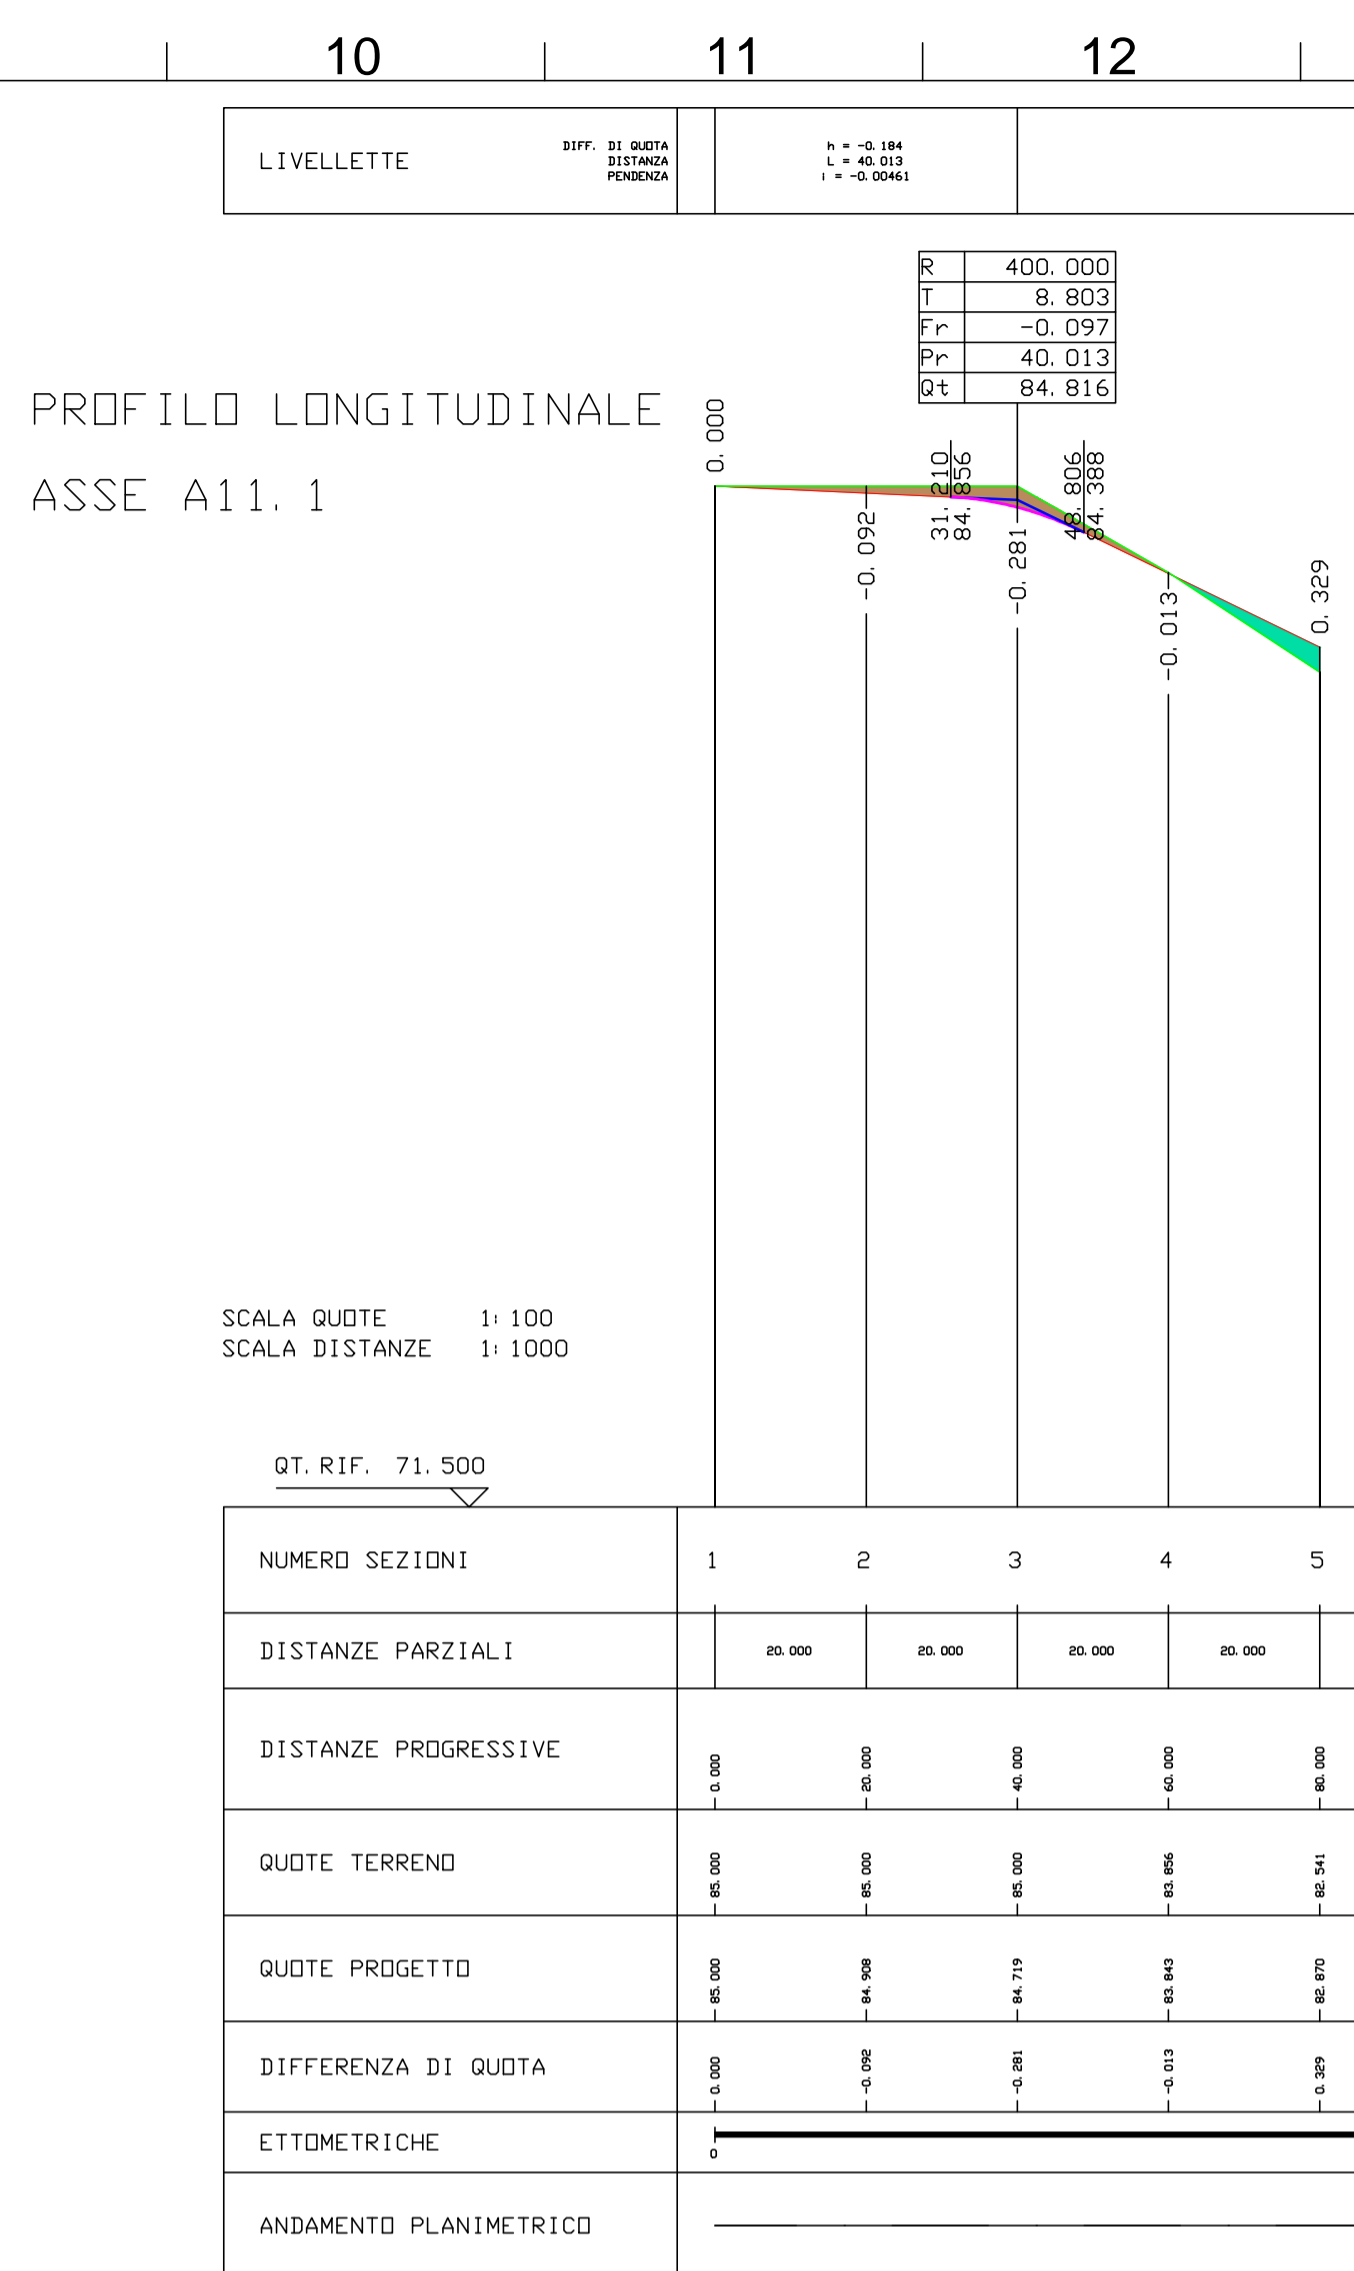 10 11 12
LIVELLETTE
DIFF. DI QUOTA
DISTANZA
PENDENZA
h = -0.184
L = 40.013
i = -0.00461
R 400.000
T 8.803
Fr -0.097
Pr 40.013
Qt 84.816
PROFILO LONGITUDINALE
ASSE A11.1
0.000
-0.092
31.210
84.856
-0.281
48.806
84.388
-0.013
0.329
SCALA QUOTE 1:100
SCALA DISTANZE 1:1000
QT.RIF. 71.500
NUMERO SEZIONI 1 2 3 4 5
DISTANZE PARZIALI 20.000 20.000 20.000 20.000
DISTANZE PROGRESSIVE 0.000 20.000 40.000 60.000 80.000
QUOTE TERRENO 85.000 85.000 85.000 83.856 82.541
QUOTE PROGETTO 85.000 84.908 84.719 83.843 82.870
DIFFERENZA DI QUOTA 0.000 -0.092 -0.281 -0.013 0.329
ETTOMETRICHE 0
ANDAMENTO PLANIMETRICO